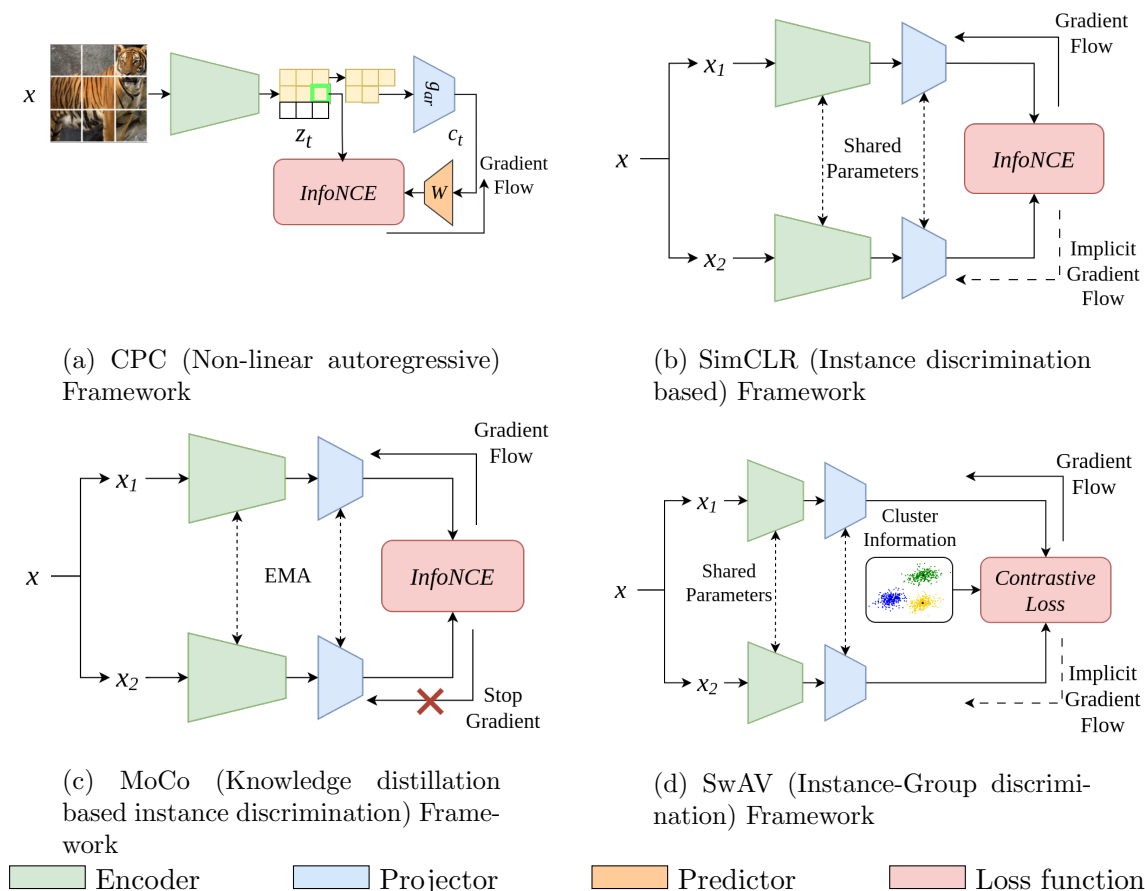 x
z_t
g_ar
c_t
Gradient
Flow
InfoNCE
W
(a) CPC (Non-linear autoregressive)
Framework
x
x_1
x_2
Shared
Parameters
Gradient
Flow
InfoNCE
Implicit
Gradient
Flow
(b) SimCLR (Instance discrimination
based) Framework
x
x_1
x_2
EMA
Gradient
Flow
InfoNCE
Stop
Gradient
(c) MoCo (Knowledge distillation
based instance discrimination) Frame-
work
x
x_1
x_2
Shared
Parameters
Cluster
Information
Gradient
Flow
Contrastive
Loss
Implicit
Gradient
Flow
(d) SwAV (Instance-Group discrimi-
nation) Framework
Encoder
Projector
Predictor
Loss function